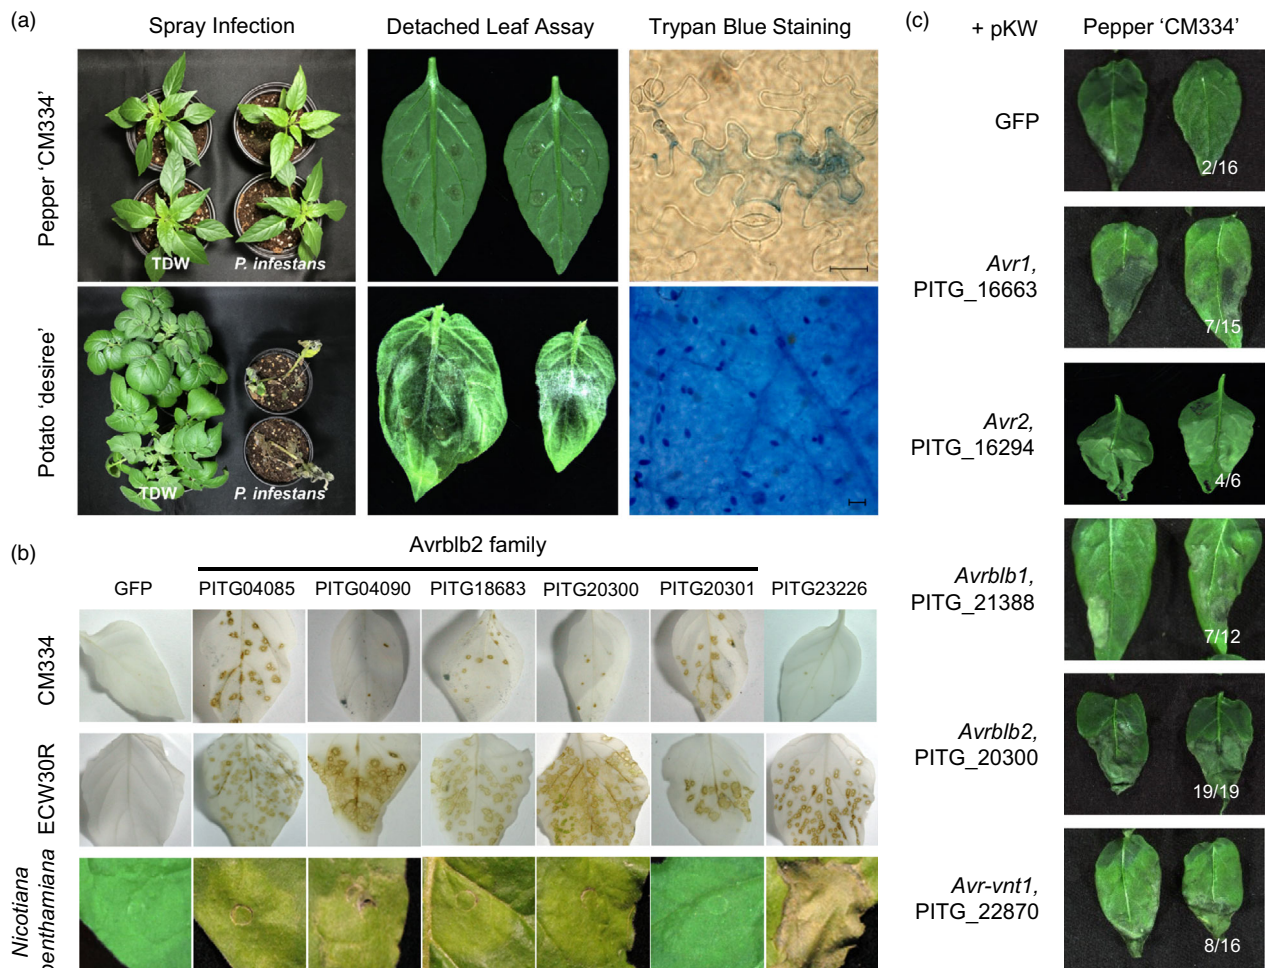 (a)
Spray Infection
Detached Leaf Assay
Trypan Blue Staining
Pepper ‘CM334’
TDW
P. infestans
Potato ‘desiree’
TDW
P. infestans
(b)
Avrblb2 family
GFP
PITG04085
PITG04090
PITG18683
PITG20300
PITG20301
PITG23226
CM334
ECW30R
Nicotiana
benthamiana
(c)
+ pKW
Pepper ‘CM334’
GFP
2/16
Avr1,
PITG_16663
7/15
Avr2,
PITG_16294
4/6
Avrblb1,
PITG_21388
7/12
Avrblb2,
PITG_20300
19/19
Avr-vnt1,
PITG_22870
8/16